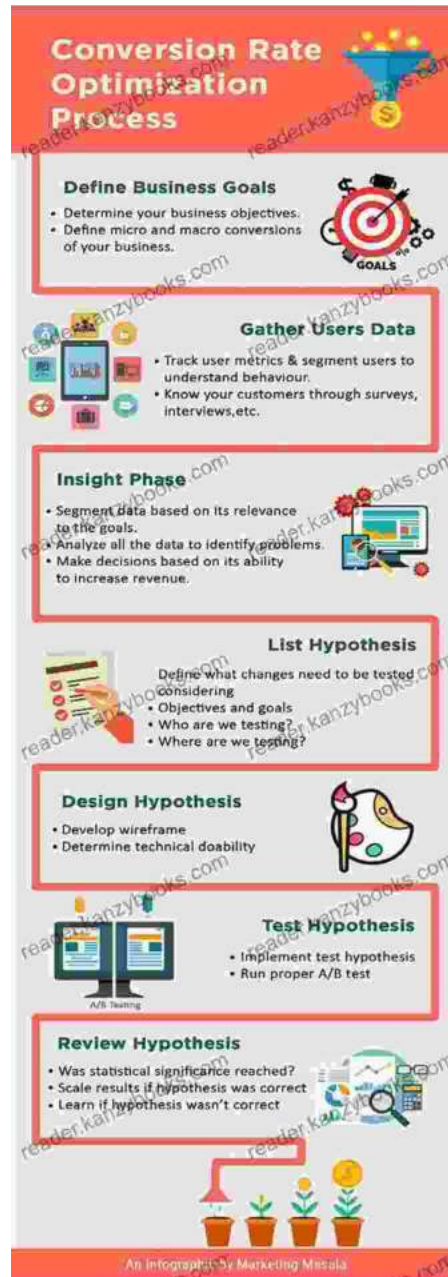 Conversion Rate
Optimization
Process
$
Define Business Goals
• Determine your business objectives.
• Define micro and macro conversions
of your business.
GOALS
Gather Users Data
• Track user metrics & segment users to
understand behaviour.
• Know your customers through surveys,
interviews,etc.
Insight Phase
• Segment data based on its relevance
to the goals.
• Analyze all the data to identify problems.
• Make decisions based on its ability
to increase revenue.
List Hypothesis
Define what changes need to be tested
considering
• Objectives and goals
• Who are we testing?
• Where are we testing?
Design Hypothesis
• Develop wireframe
• Determine technical doability
Test Hypothesis
• Implement test hypothesis
• Run proper A/B test
A/B Testing
Review Hypothesis
• Was statistical significance reached?
• Scale results if hypothesis was correct
• Learn if hypothesis wasn't correct
An Infographic by Marketing Masala
reader.kanzybooks.com